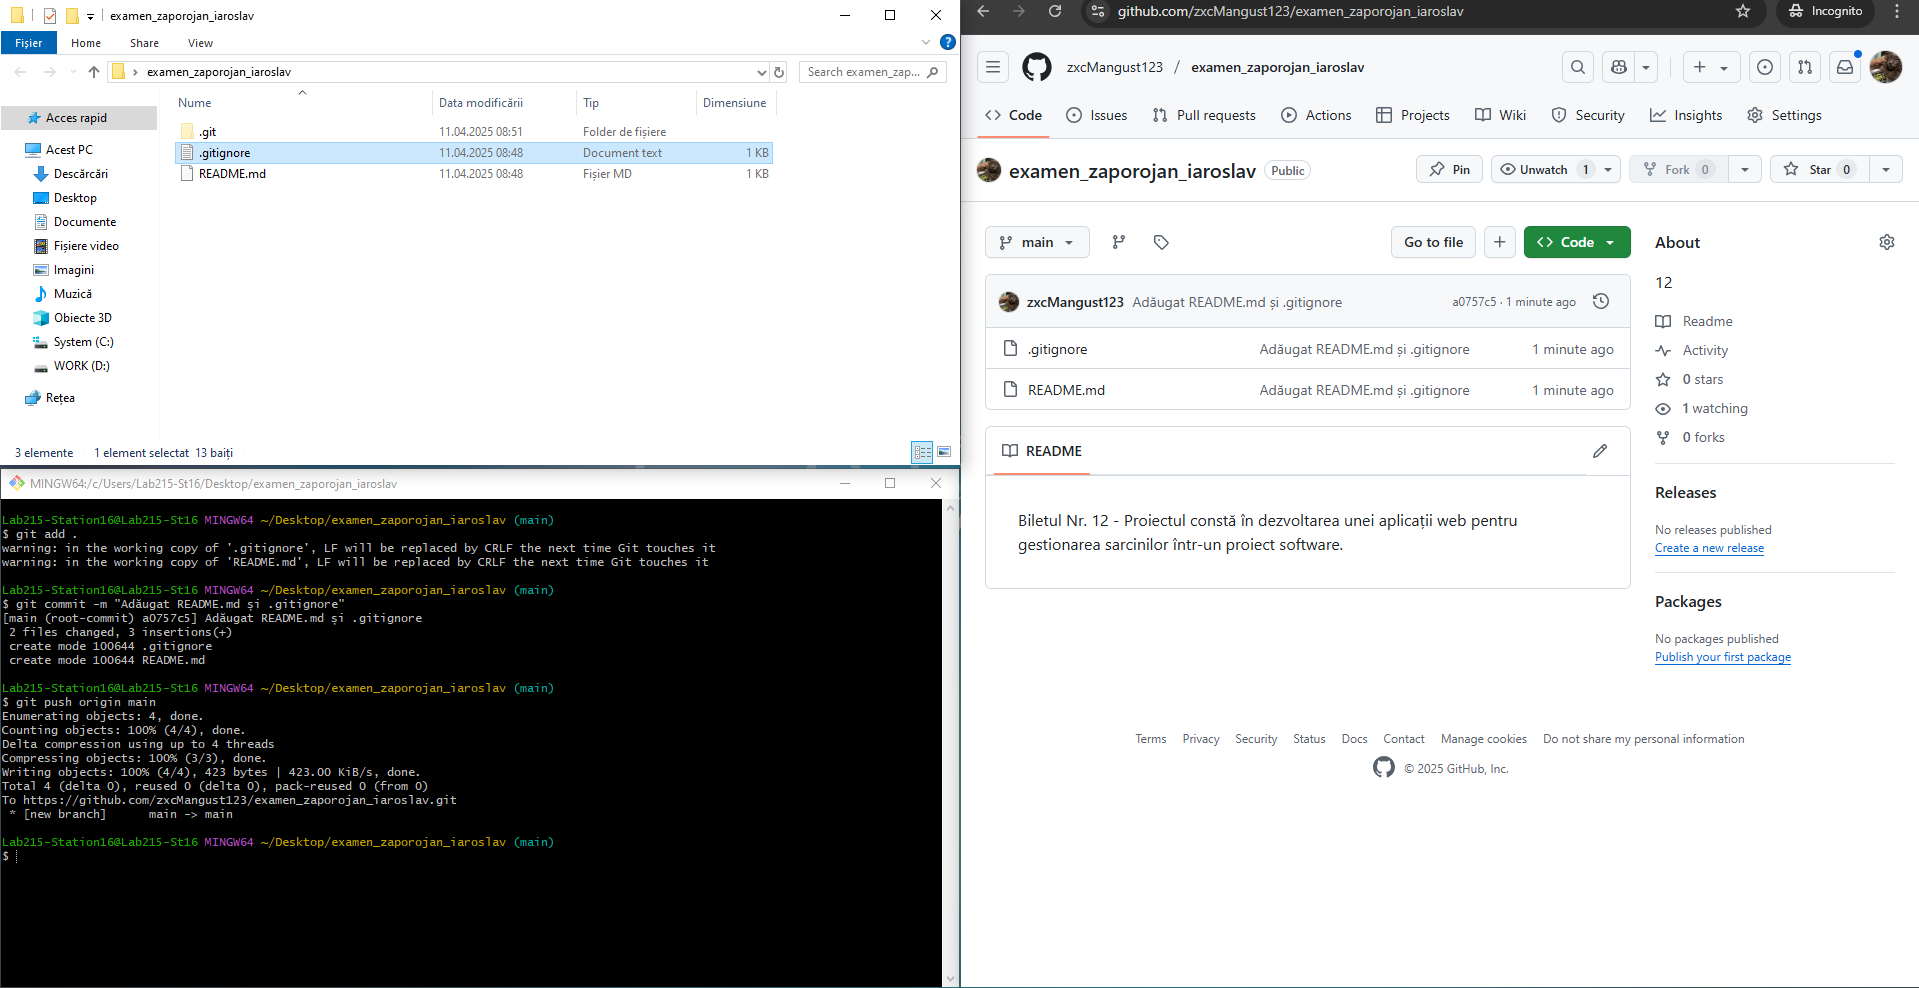 examen_zaporojan_iaroslav
Fișier Home Share View
examen_zaporojan_iaroslav
Search examen_zap...
Nume Data modificării Tip Dimensiune
Acces rapid
Acest PC
Descărcări
Desktop
Documente
Fișiere video
Imagini
Muzică
Obiecte 3D
System (C:)
WORK (D:)
Rețea
.git 11.04.2025 08:51 Folder de fișiere
.gitignore 11.04.2025 08:48 Document text 1 KB
README.md 11.04.2025 08:48 Fișier MD 1 KB
3 elemente 1 element selectat 13 baiți
MINGW64:/c/Users/Lab215-St16/Desktop/examen_zaporojan_iaroslav
Lab215-Station16@Lab215-St16 MINGW64 ~/Desktop/examen_zaporojan_iaroslav (main)
$ git add .
warning: in the working copy of '.gitignore', LF will be replaced by CRLF the next time Git touches it
warning: in the working copy of 'README.md', LF will be replaced by CRLF the next time Git touches it
Lab215-Station16@Lab215-St16 MINGW64 ~/Desktop/examen_zaporojan_iaroslav (main)
$ git commit -m "Adăugat README.md și .gitignore"
[main (root-commit) a0757c5] Adăugat README.md și .gitignore
2 files changed, 3 insertions(+)
create mode 100644 .gitignore
create mode 100644 README.md
Lab215-Station16@Lab215-St16 MINGW64 ~/Desktop/examen_zaporojan_iaroslav (main)
$ git push origin main
Enumerating objects: 4, done.
Counting objects: 100% (4/4), done.
Delta compression using up to 4 threads
Compressing objects: 100% (3/3), done.
Writing objects: 100% (4/4), 423 bytes | 423.00 KiB/s, done.
Total 4 (delta 0), reused 0 (delta 0), pack-reused 0 (from 0)
To https://github.com/zxcMangust123/examen_zaporojan_iaroslav.git
* [new branch] main -> main
Lab215-Station16@Lab215-St16 MINGW64 ~/Desktop/examen_zaporojan_iaroslav (main)
$
github.com/zxcMangust123/examen_zaporojan_iaroslav
Incognito
zxcMangust123 / examen_zaporojan_iaroslav
Code Issues Pull requests Actions Projects Wiki Security Insights Settings
examen_zaporojan_iaroslav Public
Pin Unwatch 1 Fork 0 Star 0
main
Go to file
Code
zxcMangust123 Adăugat README.md și .gitignore a0757c5 · 1 minute ago
.gitignore Adăugat README.md și .gitignore 1 minute ago
README.md Adăugat README.md și .gitignore 1 minute ago
README
Biletul Nr. 12 - Proiectul constă în dezvoltarea unei aplicații web pentru
gestionarea sarcinilor într-un proiect software.
About
12
Readme
Activity
0 stars
1 watching
0 forks
Releases
No releases published
Create a new release
Packages
No packages published
Publish your first package
Terms Privacy Security Status Docs Contact Manage cookies Do not share my personal information
© 2025 GitHub, Inc.